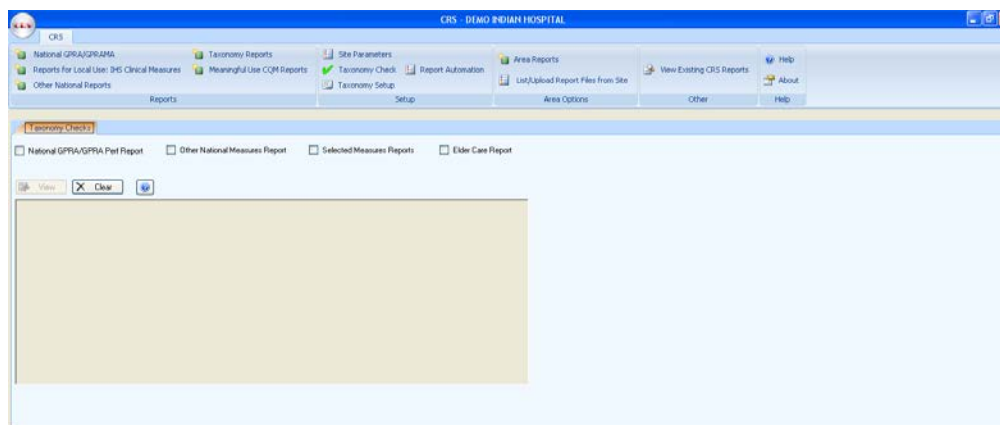 CRS - DEMO INDIAN HOSPITAL
CRS
National GPRA/GPRAMA
Taxonomy Reports
Site Parameters
Area Reports
Help
Reports for Local Use: IHS Clinical Measures
Meaningful Use CQM Reports
Taxonomy Check
Report Automation
View Existing CRS Reports
Other National Reports
Taxonomy Setup
List/Upload Report Files from Site
About
Reports
Setup
Area Options
Other
Help
Taxonomy Checks
National GPRA/GPRA Perf Report
Other National Measures Report
Selected Measures Reports
Elder Care Report
View
Clear